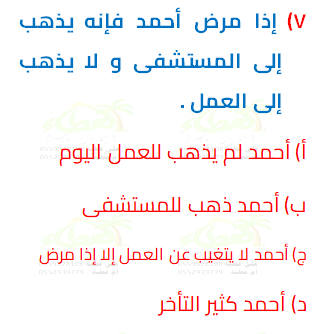 ٧) إذا مرض أحمد فإنه يذهب
إلى المستشفى و لا يذهب
إلى العمل .
أ) أحمد لم يذهب للعمل اليوم
ب) أحمد ذهب للمستشفى
ج) أحمد لا يتغيب عن العمل إلا إذا مرض
د) أحمد كثير التأخر